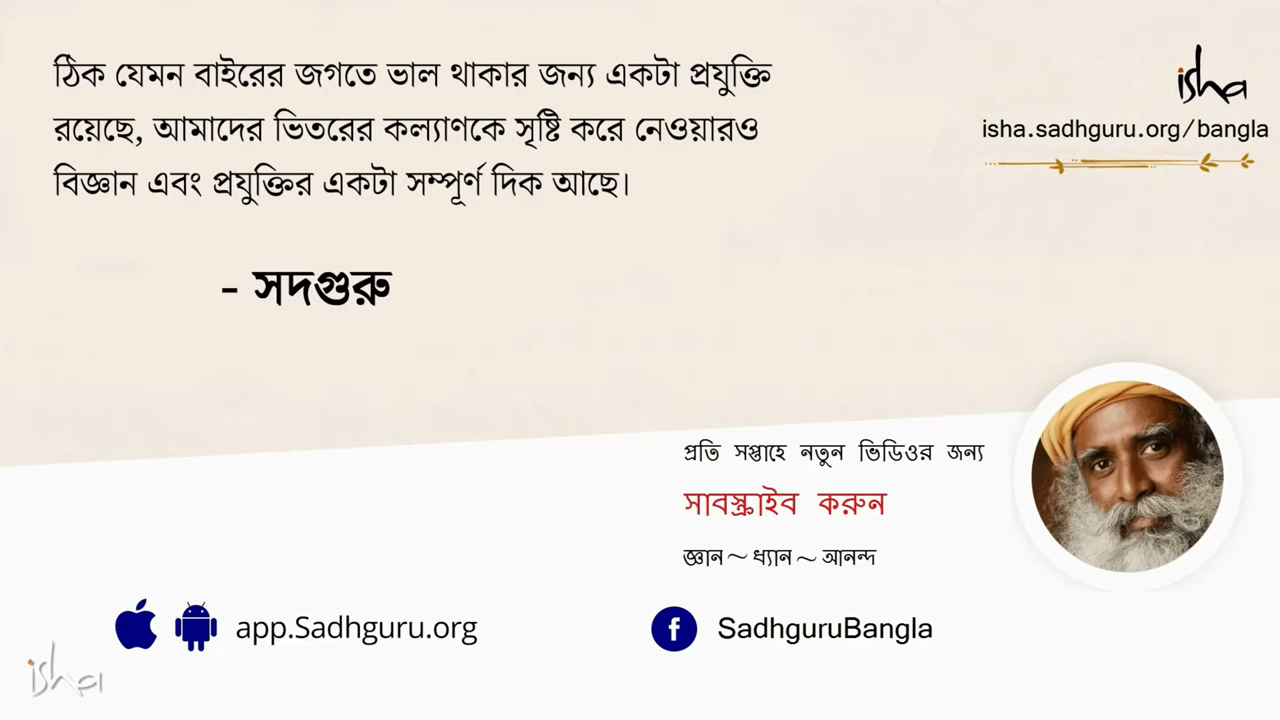 ঠিক যেমন বাইরের জগতে ভাল থাকার জন্য একটা প্রযুক্তি
রয়েছে, আমাদের ভিতরের কল্যাণকে সৃষ্টি করে নেওয়ারও
বিজ্ঞান এবং প্রযুক্তির একটা সম্পূর্ণ দিক আছে।
- সদগুরু
isha
isha.sadhguru.org/bangla
প্রতি সপ্তাহে নতুন ভিডিওর জন্য
সাবস্ক্রাইব করুন
জ্ঞান ~ ধ্যান ~ আনন্দ
app.Sadhguru.org
f SadhguruBangla
isha